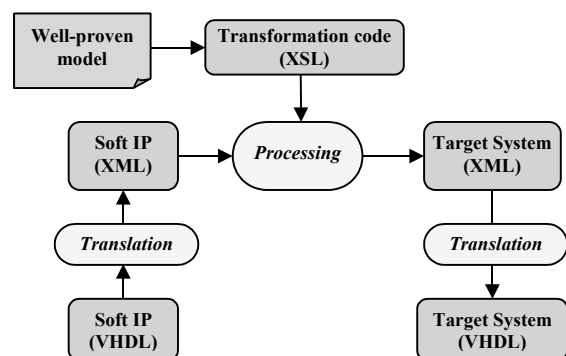 Well-proven
model
Transformation code
(XSL)
Soft IP
(XML)
Processing
Target System
(XML)
Translation
Translation
Soft IP
(VHDL)
Target System
(VHDL)